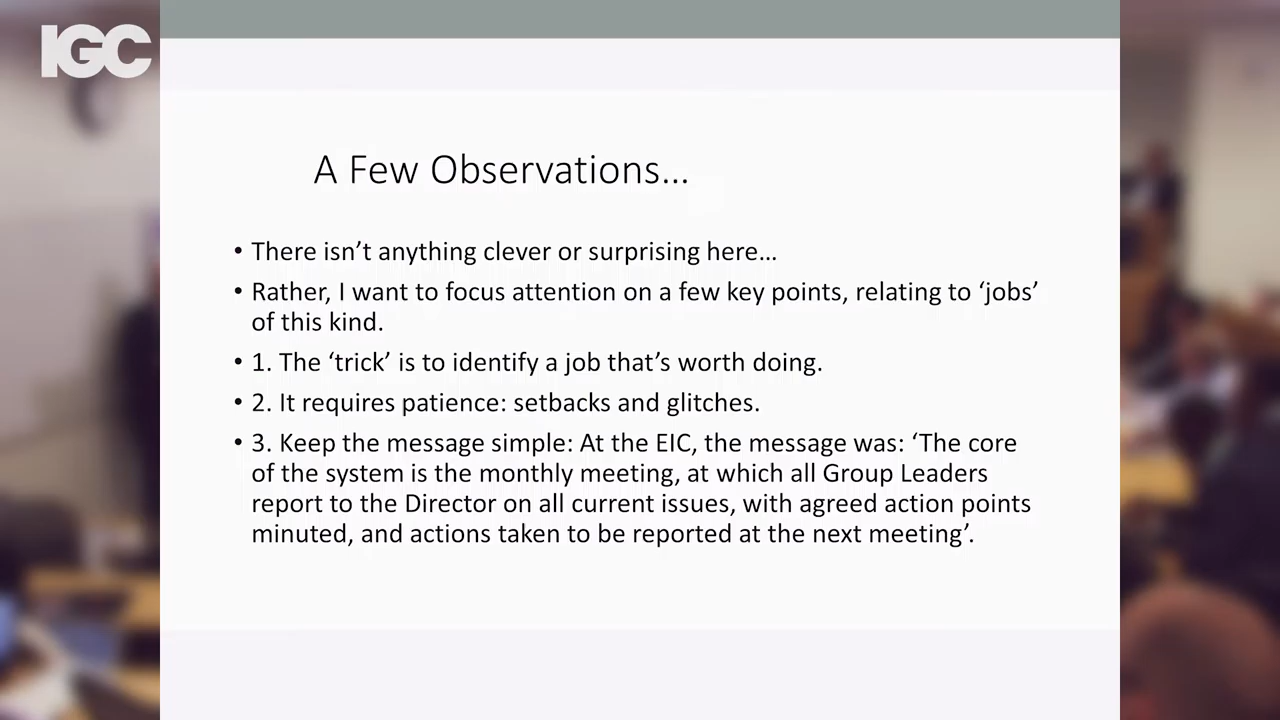 IGC
A Few Observations...
• There isn’t anything clever or surprising here...
• Rather, I want to focus attention on a few key points, relating to ‘jobs’
of this kind.
• 1. The ‘trick’ is to identify a job that’s worth doing.
• 2. It requires patience: setbacks and glitches.
• 3. Keep the message simple: At the EIC, the message was: ‘The core
of the system is the monthly meeting, at which all Group Leaders
report to the Director on all current issues, with agreed action points
minuted, and actions taken to be reported at the next meeting’.